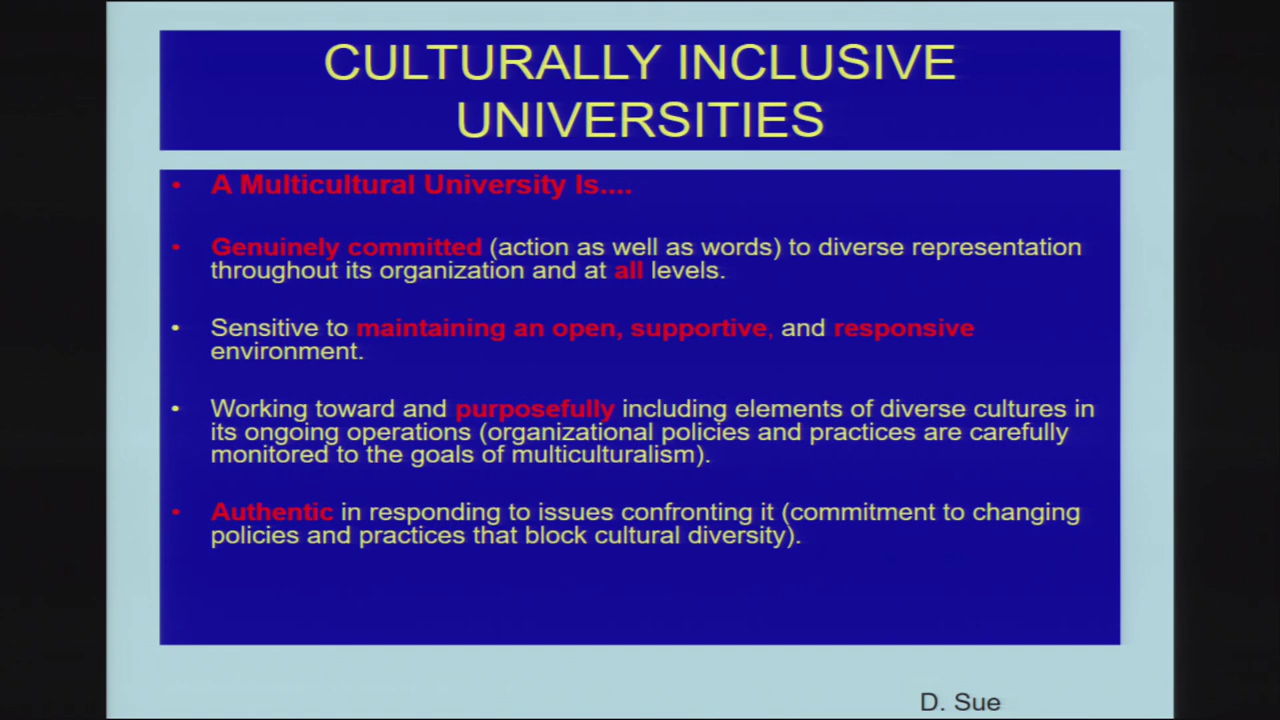 CULTURALLY INCLUSIVE
UNIVERSITIES
• A Multicultural University Is....
• Genuinely committed (action as well as words) to diverse representation
throughout its organization and at all levels.
• Sensitive to maintaining an open, supportive, and responsive
environment.
• Working toward and purposefully including elements of diverse cultures in
its ongoing operations (organizational policies and practices are carefully
monitored to the goals of multiculturalism).
• Authentic in responding to issues confronting it (commitment to changing
policies and practices that block cultural diversity).
D. Sue